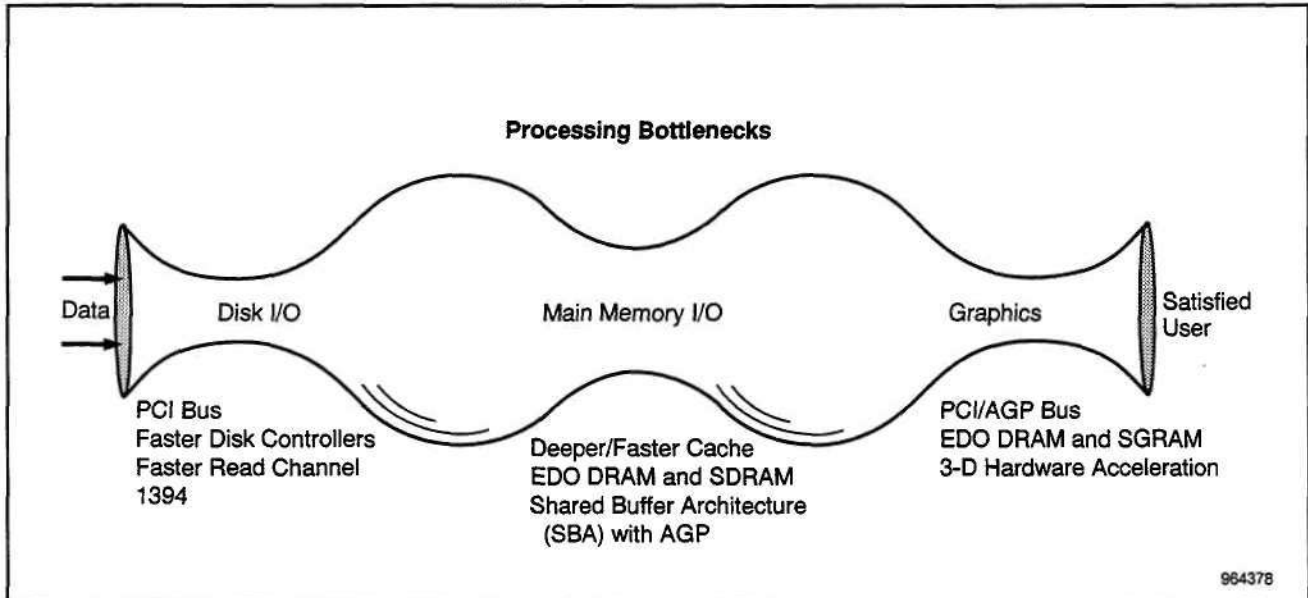 Processing Bottlenecks
Data
Disk I/O
Main Memory I/O
Graphics
Satisfied
User
PCI Bus
Faster Disk Controllers
Faster Read Channel
1394
Deeper/Faster Cache
EDO DRAM and SDRAM
Shared Buffer Architecture
(SBA) with AGP
PCI/AGP Bus
EDO DRAM and SGRAM
3-D Hardware Acceleration
964378